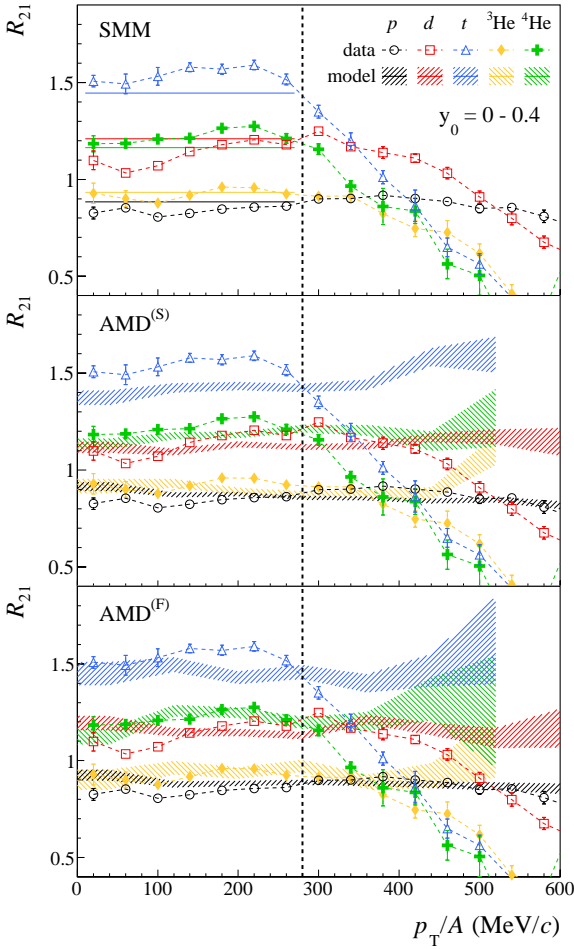 R₂₁
SMM
p d t ³He ⁴He
data
model
y₀ = 0 - 0.4
1.5
1
0.5
R₂₁
AMD⁽ˢ⁾
1.5
1
0.5
R₂₁
AMD⁽ᶠ⁾
1.5
1
0.5
0 100 200 300 400 500 600
p_T/A (MeV/c)